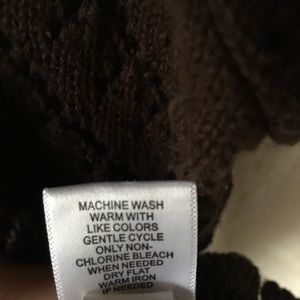 MACHINE WASH
WARM WITH
LIKE COLORS
GENTLE CYCLE
ONLY NON-
CHLORINE BLEACH
WHEN NEEDED
DRY FLAT
WARM IRON
IF NEEDED